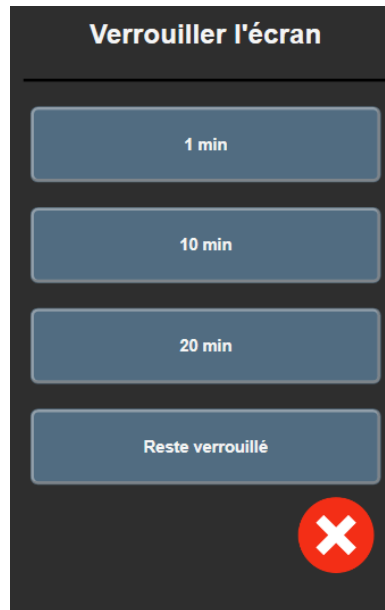 Verrouiller l'écran
1 min
10 min
20 min
Reste verrouillé